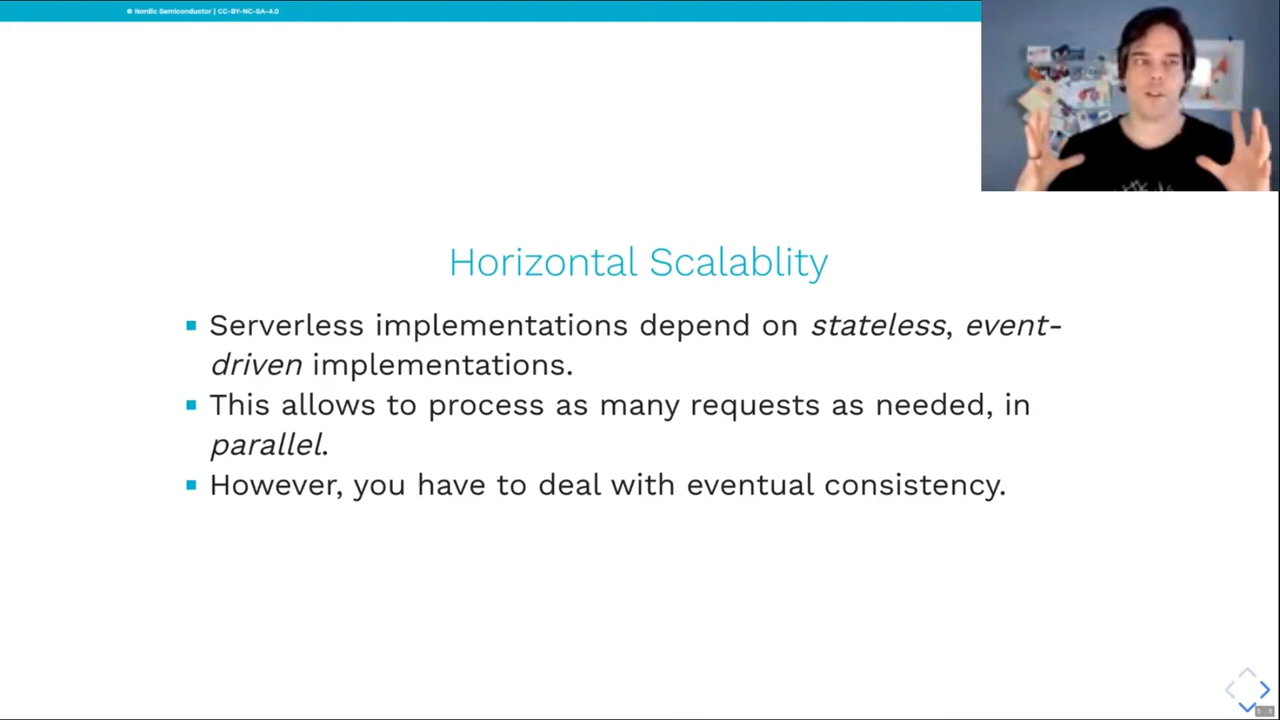 © Nordic Semiconductor | CC-BY-NC-SA-4.0
Horizontal Scalablity
Serverless implementations depend on stateless, event-
driven implementations.
This allows to process as many requests as needed, in
parallel.
However, you have to deal with eventual consistency.